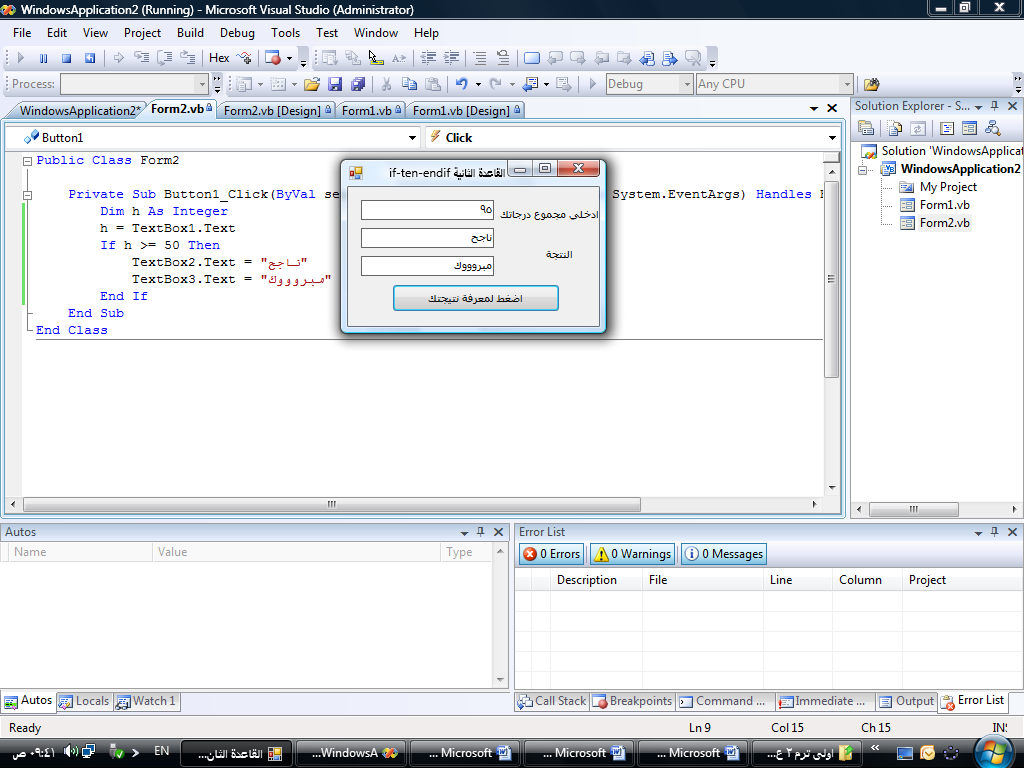 WindowsApplication2 (Running) - Microsoft Visual Studio (Administrator)
File Edit View Project Build Debug Tools Test Window Help
Hex
Process: Debug Any CPU
WindowsApplication2* Form2.vb Form2.vb [Design] Form1.vb Form1.vb [Design]
Button1 Click
Public Class Form2
Private Sub Button1_Click(ByVal se System.EventArgs) Handles
Dim h As Integer
h = TextBox1.Text
If h >= 50 Then
TextBox2.Text = "ناجح"
TextBox3.Text = "مبروووك"
End If
End Sub
End Class
القاعدة الثانية if-ten-endif
ادخلي مجموع درجاتك
٩٥
ناجح
النتجة
مبروووك
اضغط لمعرفة نتيجتك
Solution Explorer - S...
Solution 'WindowsApplicat
WindowsApplication2
My Project
Form1.vb
Form2.vb
Autos
Name Value Type
Autos Locals Watch 1
Error List
0 Errors 0 Warnings 0 Messages
Description File Line Column Project
Call Stack Breakpoints Command ... Immediate ... Output Error List
Ready Ln 9 Col 15 Ch 15 INS
٠٩:٤١ ص EN القاعدة الثان... ...WindowsA ... Microsoft ... Microsoft ... Microsoft اولى ترم ٢ ع...